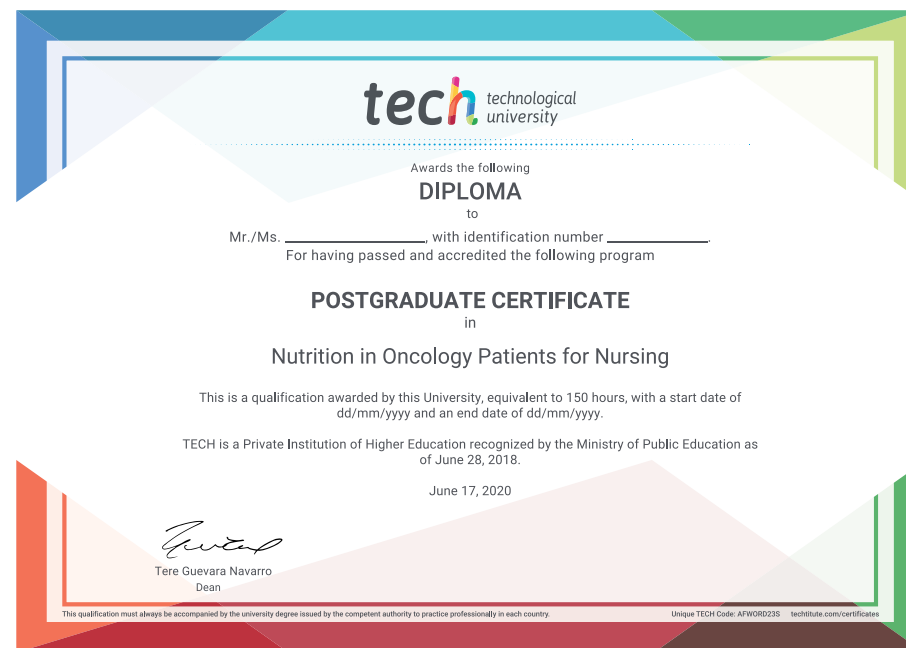 tech technological
university
Awards the following
DIPLOMA
to
Mr./Ms. ____________________, with identification number ______________.
For having passed and accredited the following program
POSTGRADUATE CERTIFICATE
in
Nutrition in Oncology Patients for Nursing
This is a qualification awarded by this University, equivalent to 150 hours, with a start date of
dd/mm/yyyy and an end date of dd/mm/yyyy.
TECH is a Private Institution of Higher Education recognized by the Ministry of Public Education as
of June 28, 2018.
June 17, 2020
Tere Guevara Navarro
Dean
This qualification must always be accompanied by the university degree issued by the competent authority to practice professionally in each country. Unique TECH Code: AFWORD23S techtitute.com/certificates